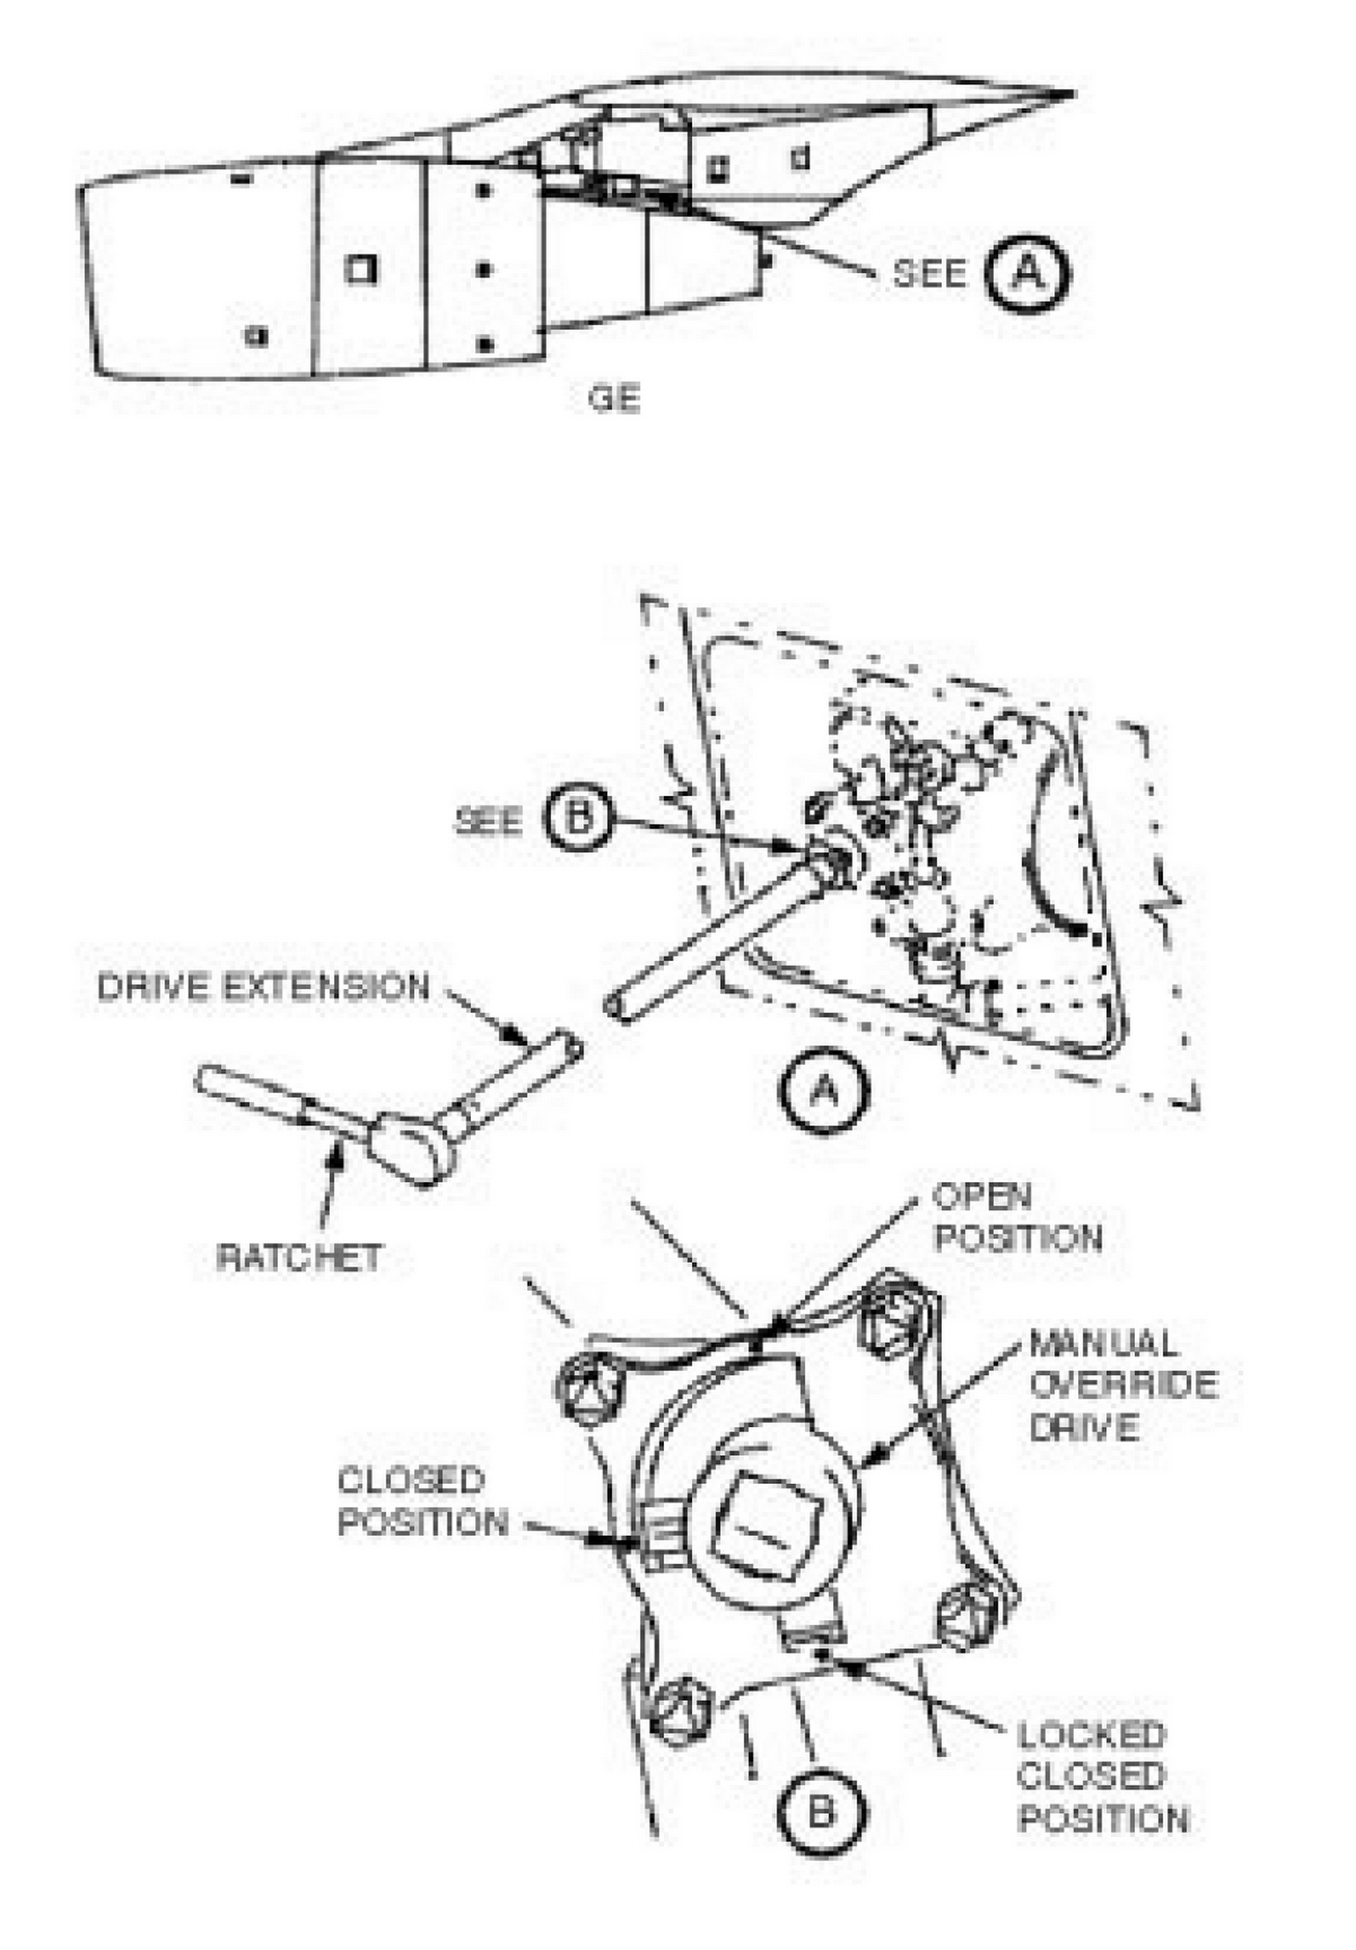 SEE A
GE
SEE B
DRIVE EXTENSION
A
RATCHET
OPEN
POSITION
MANUAL
OVERRIDE
DRIVE
CLOSED
POSITION
LOCKED
CLOSED
POSITION
B